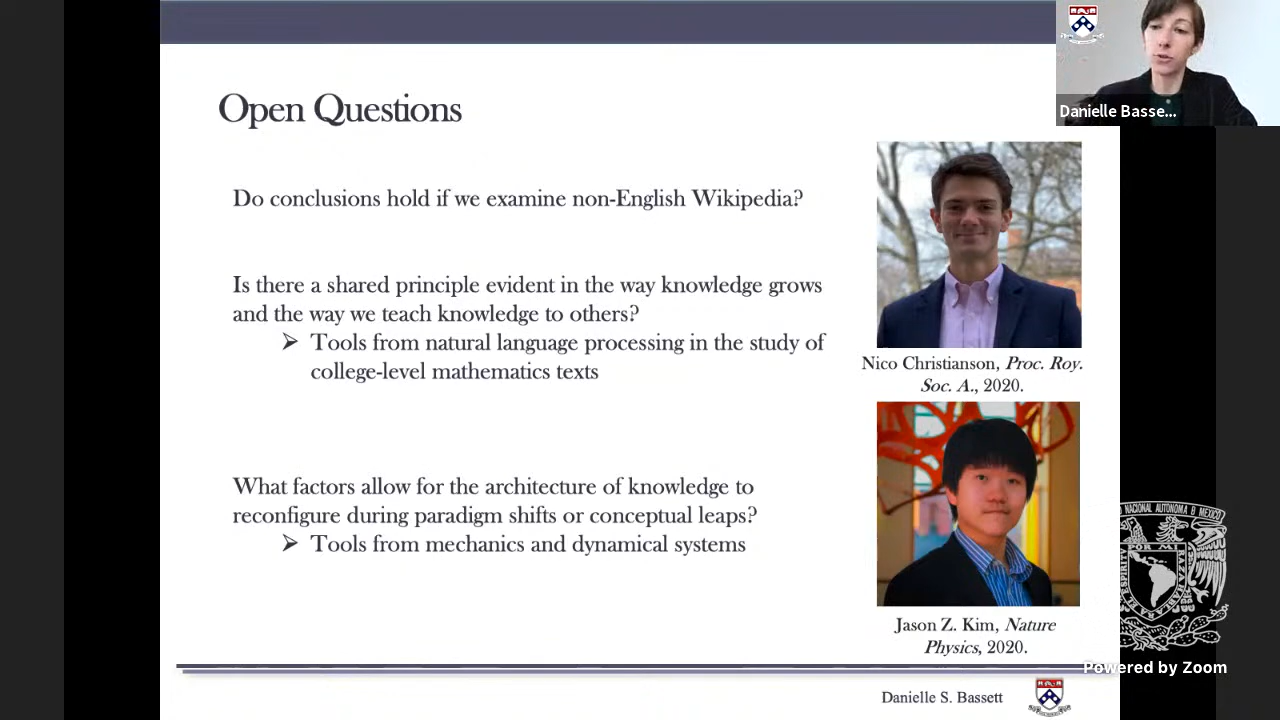 Danielle Basse...
Open Questions
Do conclusions hold if we examine non-English Wikipedia?
Is there a shared principle evident in the way knowledge grows
and the way we teach knowledge to others?
➢ Tools from natural language processing in the study of
college-level mathematics texts
What factors allow for the architecture of knowledge to
reconfigure during paradigm shifts or conceptual leaps?
➢ Tools from mechanics and dynamical systems
Nico Christianson, Proc. Roy.
Soc. A., 2020.
Jason Z. Kim, Nature
Physics, 2020.
NACIONAL AUTONOMA
Powered by Zoom
Danielle S. Bassett